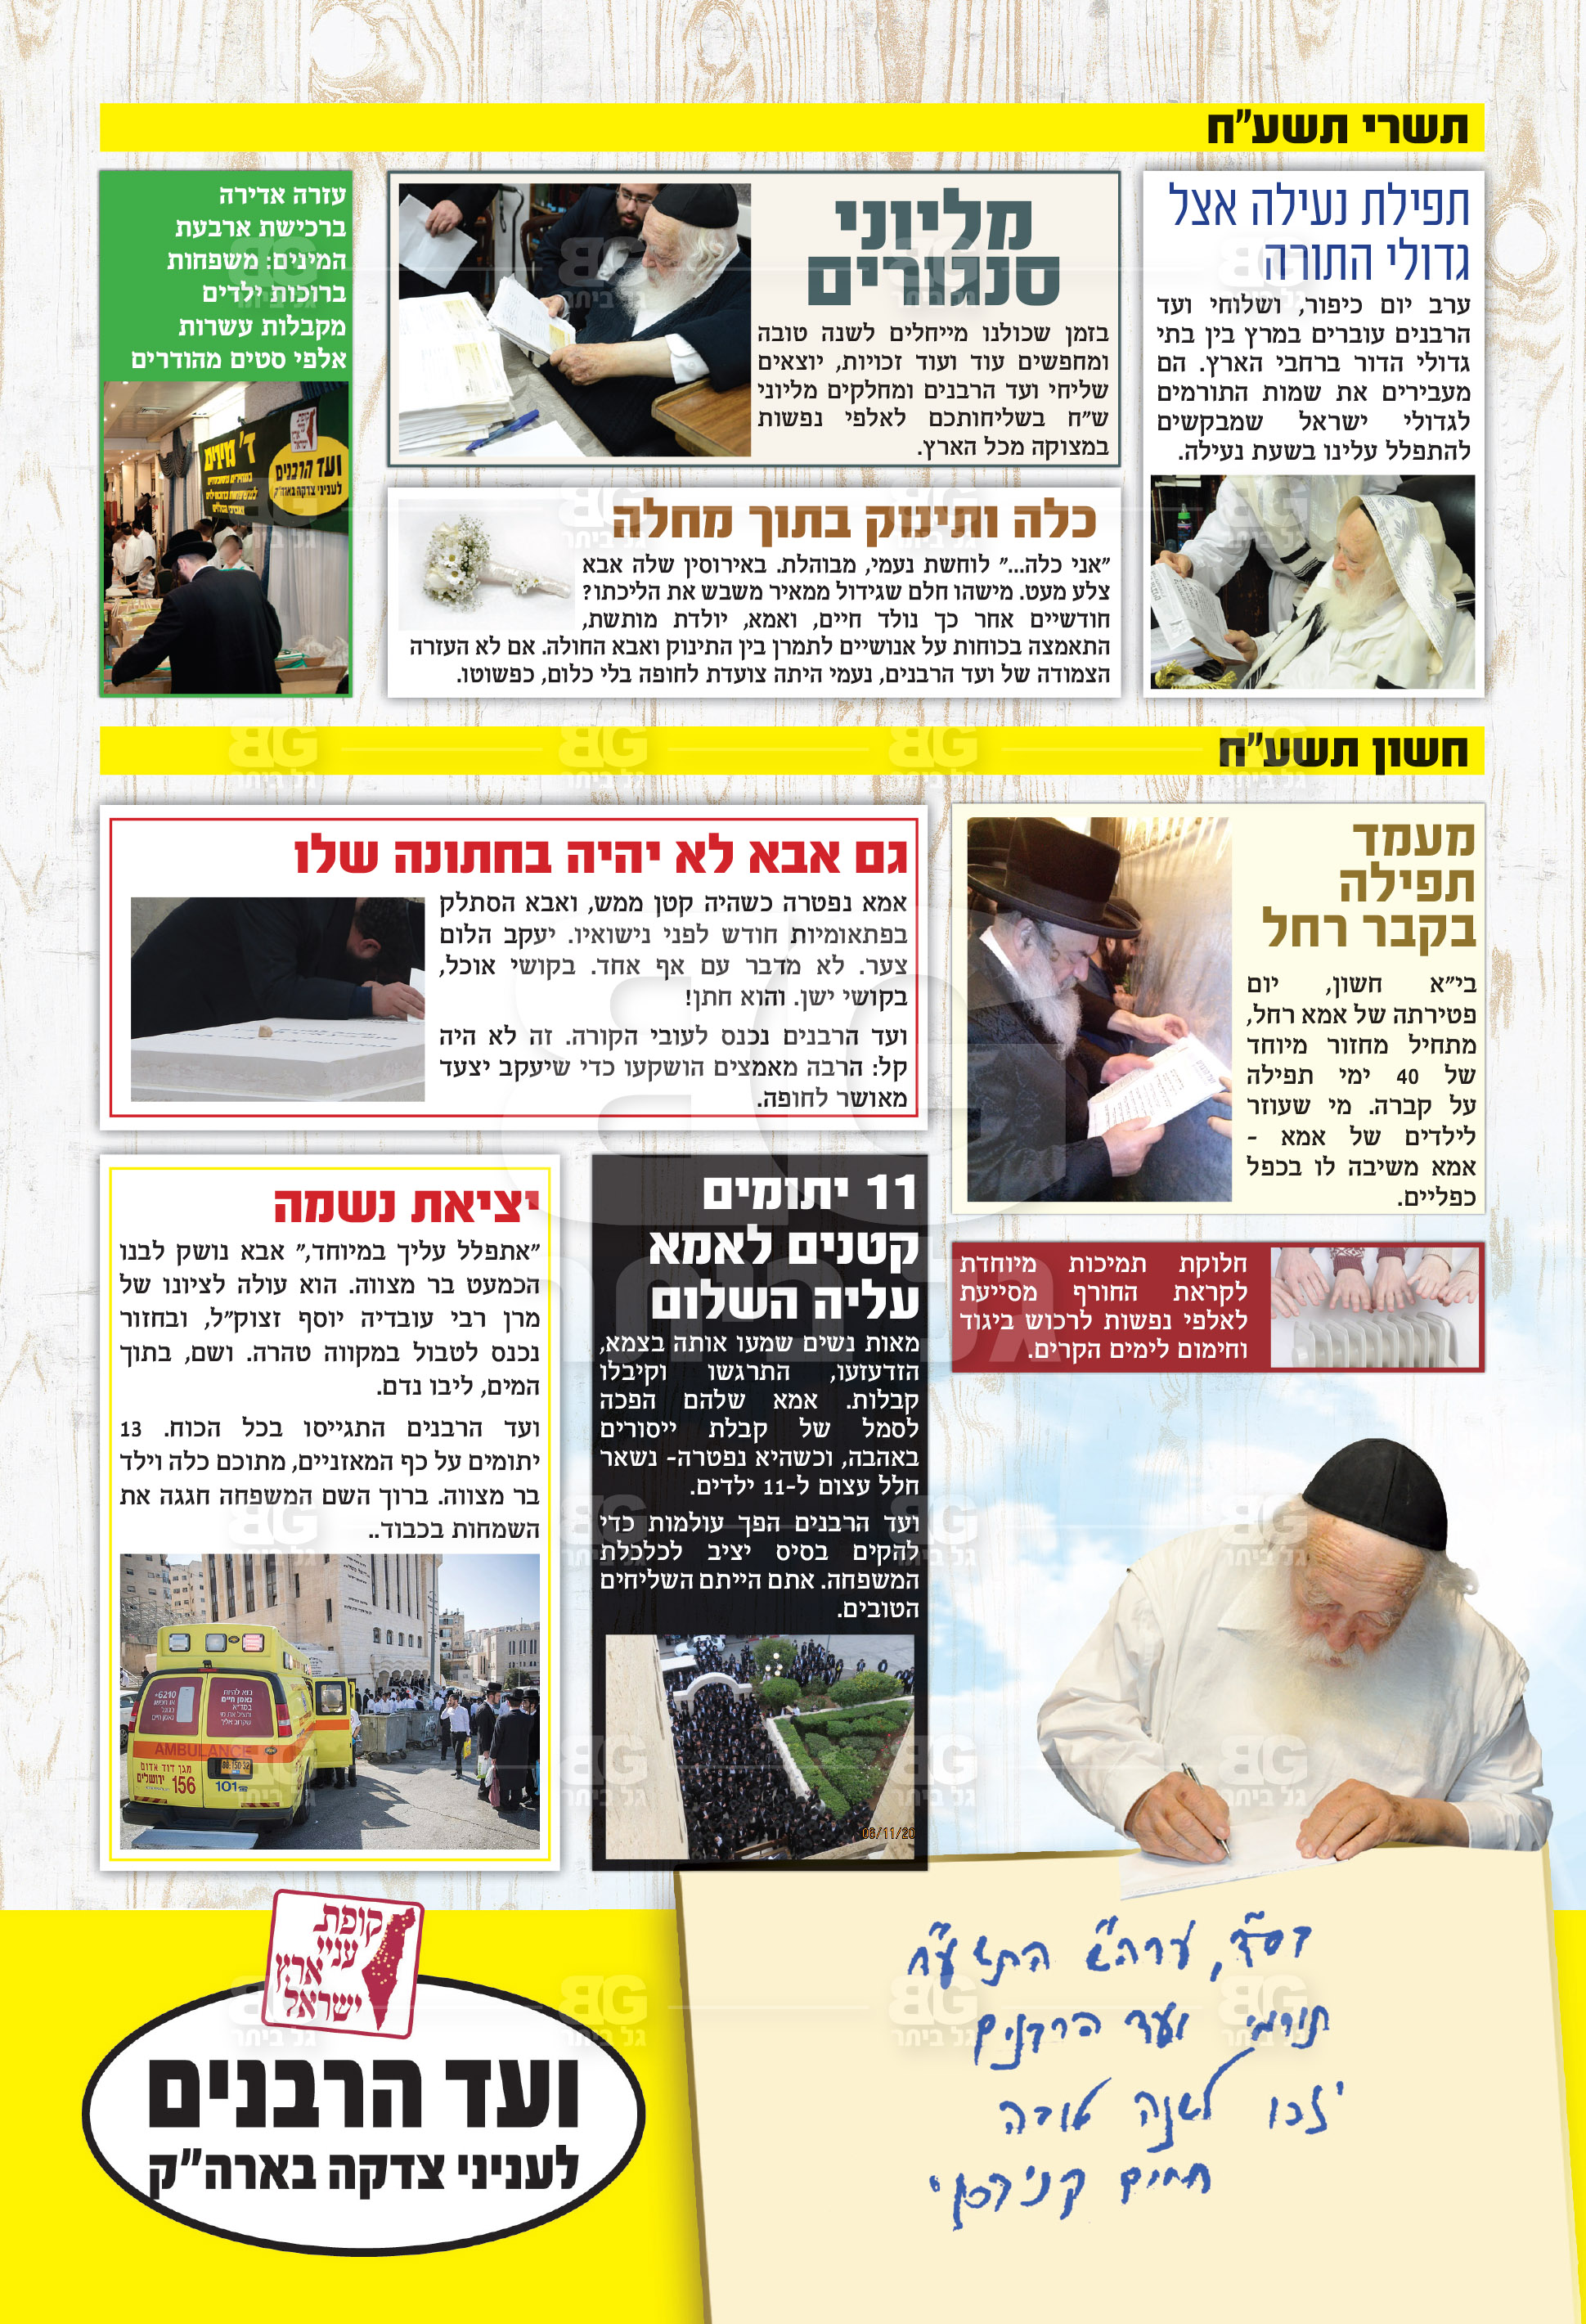 תשרי תשע"ח
תפילת נעילה אצל
גדולי התורה
ערב יום כיפור, ושלוחי ועד
הרבנים עוברים במרץ בין בתי
גדולי הדור ברחבי הארץ. הם
מעבירים את שמות התורמים
לגדולי ישראל שמבקשים
להתפלל עלינו בשעת נעילה.
מליוני
סנטרים
בזמן שכולנו מייחלים לשנה טובה
ומחפשים עוד ועוד זכויות, יוצאים
שליחי ועד הרבנים ומחלקים מליוני
ש"ח בשליחותכם לאלפי נפשות
במצוקה מכל הארץ.
כלה ותינוק בתוך מחלה
"אני כלה..." לוחשת נעמי, מבוהלת. באירוסין שלה אבא
צלע מעט. מישהו חלם שגידול ממאיר משבש את הליכתו?
חודשיים אחר כך נולד חיים, ואמא, יולדת מותשת,
התאמצה בכוחות על אנושיים לתמרן בין התינוק ואבא החולה. אם לא העזרה
הצמודה של ועד הרבנים, נעמי היתה צועדת לחופה בלי כלום, כפשוטו.
עזרה אדירה
ברכישת ארבעת
המינים: משפחות
ברוכות ילדים
מקבלות עשרות
אלפי סטים מהודרים
ד' מינים
ועד הרבנים
לעניני צדקה בארה"ק
חשון תשע"ח
מעמד
תפילה
בקבר רחל
בי"א חשון, יום
פטירתה של אמא רחל,
מתחיל מחזור מיוחד
של 40 ימי תפילה
על קברה. מי שעוזר
לילדים של אמא -
אמא משיבה לו בכפל
כפליים.
גם אבא לא יהיה בחתונה שלו
אמא נפטרה כשהיה קטן ממש, ואבא הסתלק
בפתאומיות חודש לפני נישואיו. יעקב הלום
צער. לא מדבר עם אף אחד. בקושי אוכל,
בקושי ישן. והוא חתן!
ועד הרבנים נכנס לעובי הקורה. זה לא היה
קל: הרבה מאמצים הושקעו כדי שיעקב יצעד
מאושר לחופה.
חלוקת תמיכות מיוחדת
לקראת החורף מסייעת
לאלפי נפשות לרכוש ביגוד
וחימום לימים הקרים.
11 יתומים
קטנים לאמא
עליה השלום
מאות נשים שמעו אותה בצמא,
הזדעזעו, התרגשו וקיבלו
קבלות. אמא שלהם הפכה
לסמל של קבלת ייסורים
באהבה, וכשהיא נפטרה- נשאר
חלל עצום ל-11 ילדים.
ועד הרבנים הפך עולמות כדי
להקים בסיס יציב לכלכלת
המשפחה. אתם הייתם השליחים
הטובים.
06/11/20
יציאת נשמה
"אתפלל עליך במיוחד," אבא נושק לבנו
הכמעט בר מצווה. הוא עולה לציונו של
מרן רבי עובדיה יוסף זצוק"ל, ובחזור
נכנס לטבול במקווה טהרה. ושם, בתוך
המים, ליבו נדם.
ועד הרבנים התגייסו בכל הכוח. 13
יתומים על כף המאזניים, מתוכם כלה וילד
בר מצווה. ברוך השם המשפחה חגגה את
השמחות בכבוד..
AMBULANCE
מגן דוד אדום
ירושלים 156
101
בס"ד, ערה"ש התשע"ח
תורמי ועד הרבנים
יזכו לשנה טובה
חיים קניבסקי
קופת
עניי
ארץ
ישראל
ועד הרבנים
לעניני צדקה בארה"ק
BG
גל ביתר